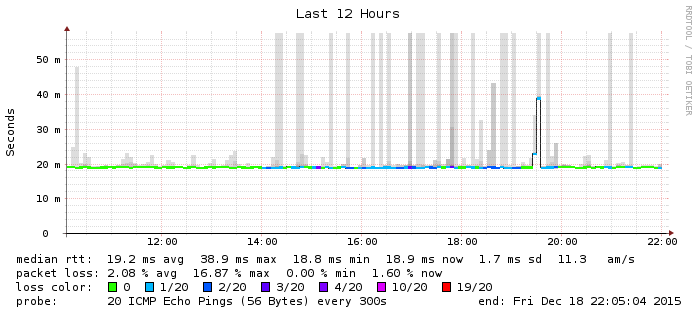 Last 12 Hours
RRDTOOL / TOBI OETIKER
Seconds
50 m
40 m
30 m
20 m
10 m
0
12:00 14:00 16:00 18:00 20:00 22:00
median rtt: 19.2 ms avg 38.9 ms max 18.8 ms min 18.9 ms now 1.7 ms sd 11.3 am/s
packet loss: 2.08 % avg 16.87 % max 0.00 % min 1.60 % now
loss color: 0 1/20 2/20 3/20 4/20 10/20 19/20
probe: 20 ICMP Echo Pings (56 Bytes) every 300s end: Fri Dec 18 22:05:04 2015